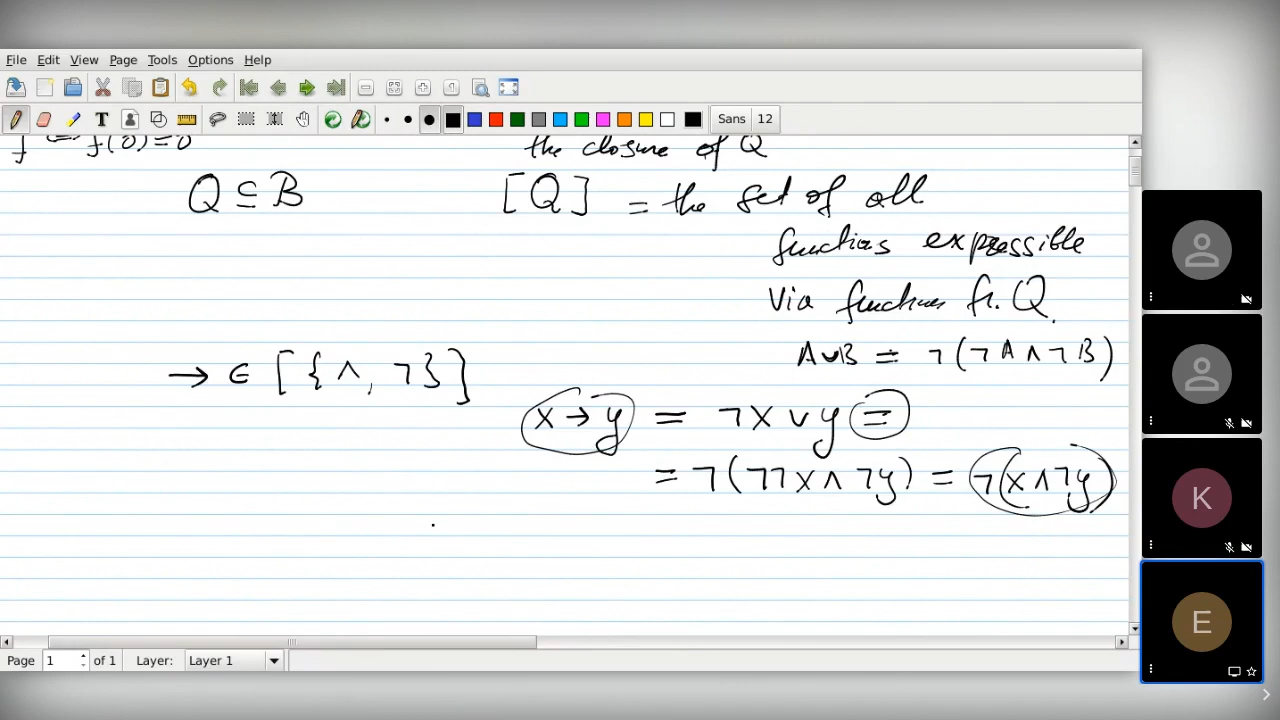 File Edit View Page Tools Options Help
Sans 12
f ⇔ f(0)=0
the closure of Q
Q ⊆ B
[Q] = the set of all
functions expressible
via functions fr. Q.
A∨B = ¬(¬A∧¬B)
→ ∈ [{∧, ¬}]
x→y = ¬x∨y =
= ¬(¬¬x∧¬y) = ¬(x∧¬y)
K
E
Page 1 of 1 Layer: Layer 1